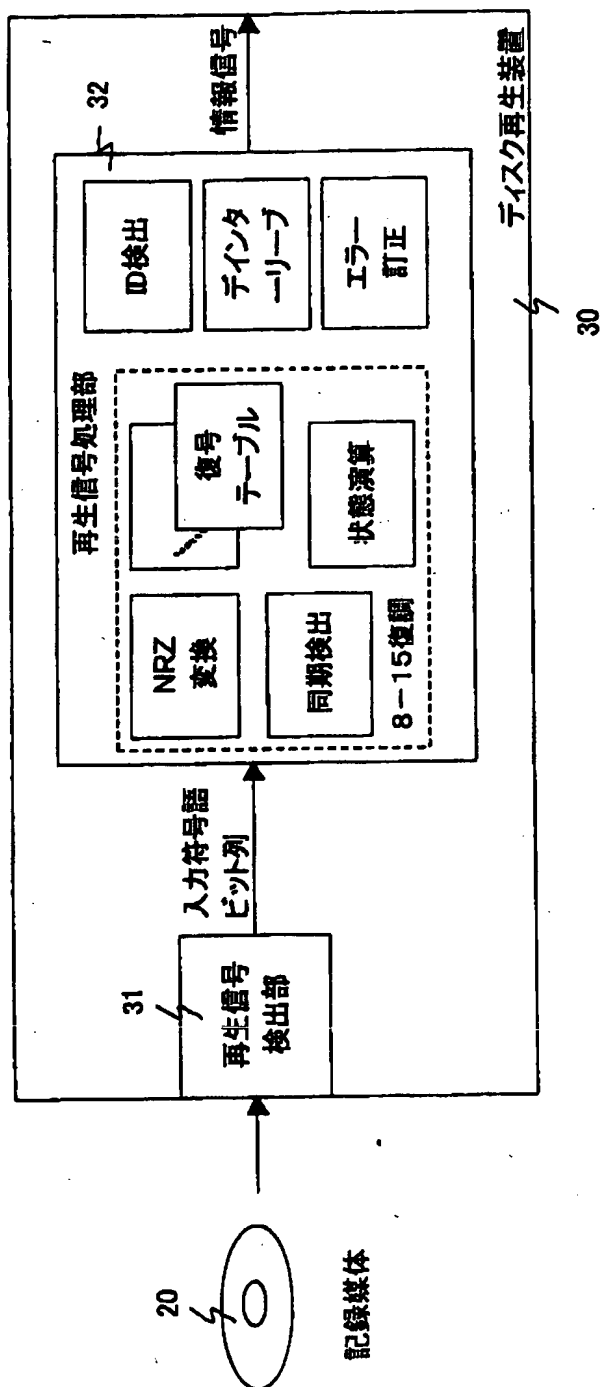 20
記録媒体
31
再生信号
検出部
入力符号語
ビット列
再生信号処理部
32
NRZ
変換
復号
テーブル
同期検出
状態演算
8－15復調
ID検出
デインタ
ーリーブ
エラー
訂正
情報信号
ディスク再生装置
30